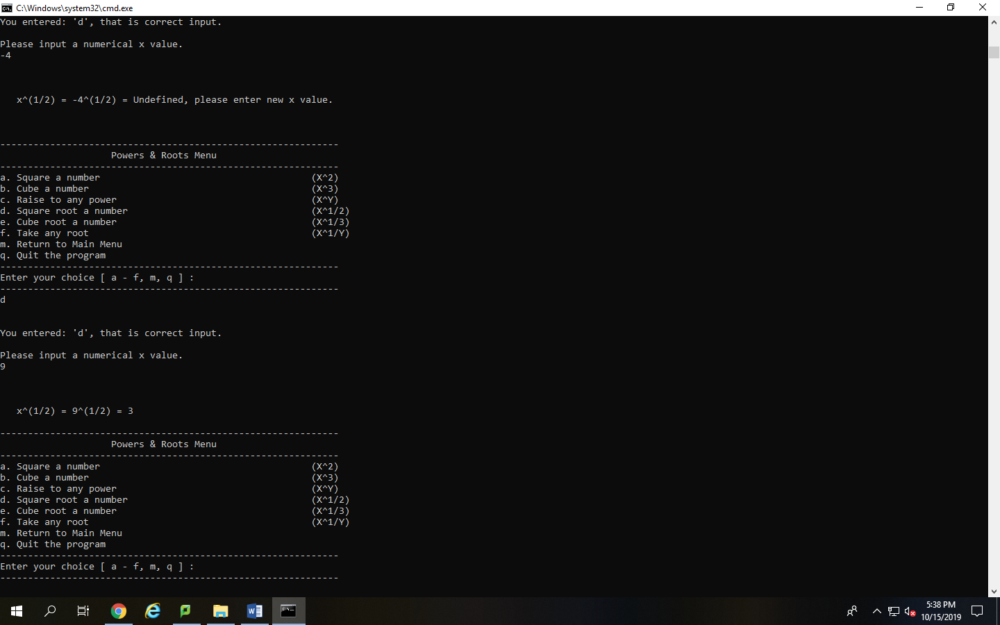 C:\Windows\system32\cmd.exe
You entered: 'd', that is correct input.
Please input a numerical x value.
-4
x^(1/2) = -4^(1/2) = Undefined, please enter new x value.
-------------------------------------------------------------
Powers & Roots Menu
-------------------------------------------------------------
a. Square a number (X^2)
b. Cube a number (X^3)
c. Raise to any power (X^Y)
d. Square root a number (X^1/2)
e. Cube root a number (X^1/3)
f. Take any root (X^1/Y)
m. Return to Main Menu
q. Quit the program
-------------------------------------------------------------
Enter your choice [ a - f, m, q ] :
-------------------------------------------------------------
d
You entered: 'd', that is correct input.
Please input a numerical x value.
9
x^(1/2) = 9^(1/2) = 3
-------------------------------------------------------------
Powers & Roots Menu
-------------------------------------------------------------
a. Square a number (X^2)
b. Cube a number (X^3)
c. Raise to any power (X^Y)
d. Square root a number (X^1/2)
e. Cube root a number (X^1/3)
f. Take any root (X^1/Y)
m. Return to Main Menu
q. Quit the program
-------------------------------------------------------------
Enter your choice [ a - f, m, q ] :
-------------------------------------------------------------
5:38 PM
10/15/2019